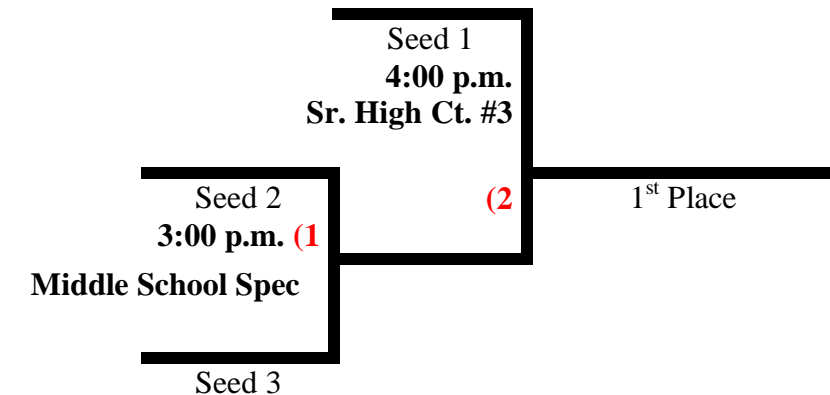 Seed 1
4:00 p.m.
Sr. High Ct. #3
Seed 2
(2
1st Place
3:00 p.m. (1
Middle School Spec
Seed 3